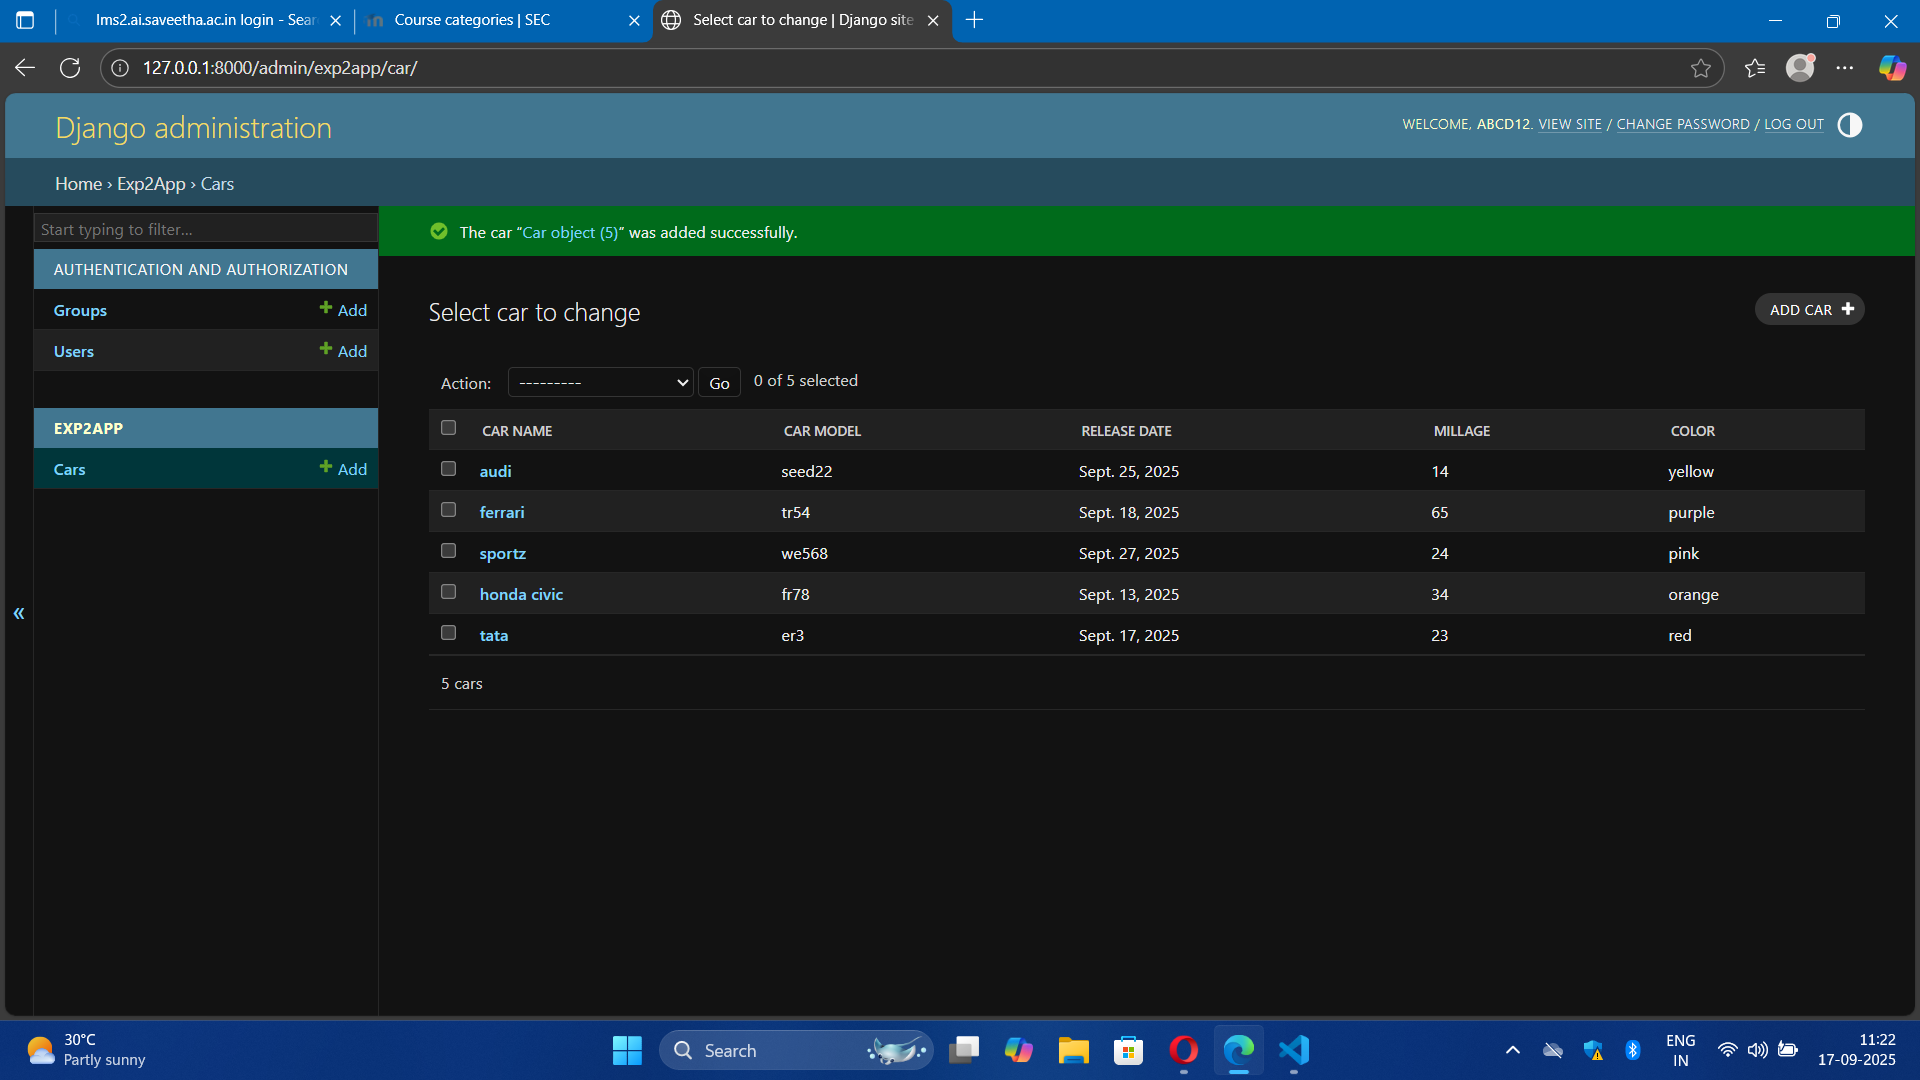 lms2.ai.saveetha.ac.in login - Sear
Course categories | SEC
Select car to change | Django site
127.0.0.1:8000/admin/exp2app/car/
Django administration
WELCOME, ABCD12. VIEW SITE / CHANGE PASSWORD / LOG OUT
Home › Exp2App › Cars
Start typing to filter...
The car “Car object (5)” was added successfully.
AUTHENTICATION AND AUTHORIZATION
Groups + Add
Users + Add
EXP2APP
Cars + Add
«
Select car to change
ADD CAR +
Action: --------- Go 0 of 5 selected
CAR NAME CAR MODEL RELEASE DATE MILLAGE COLOR
audi seed22 Sept. 25, 2025 14 yellow
ferrari tr54 Sept. 18, 2025 65 purple
sportz we568 Sept. 27, 2025 24 pink
honda civic fr78 Sept. 13, 2025 34 orange
tata er3 Sept. 17, 2025 23 red
5 cars
30°C
Partly sunny
Search
ENG
IN
11:22
17-09-2025